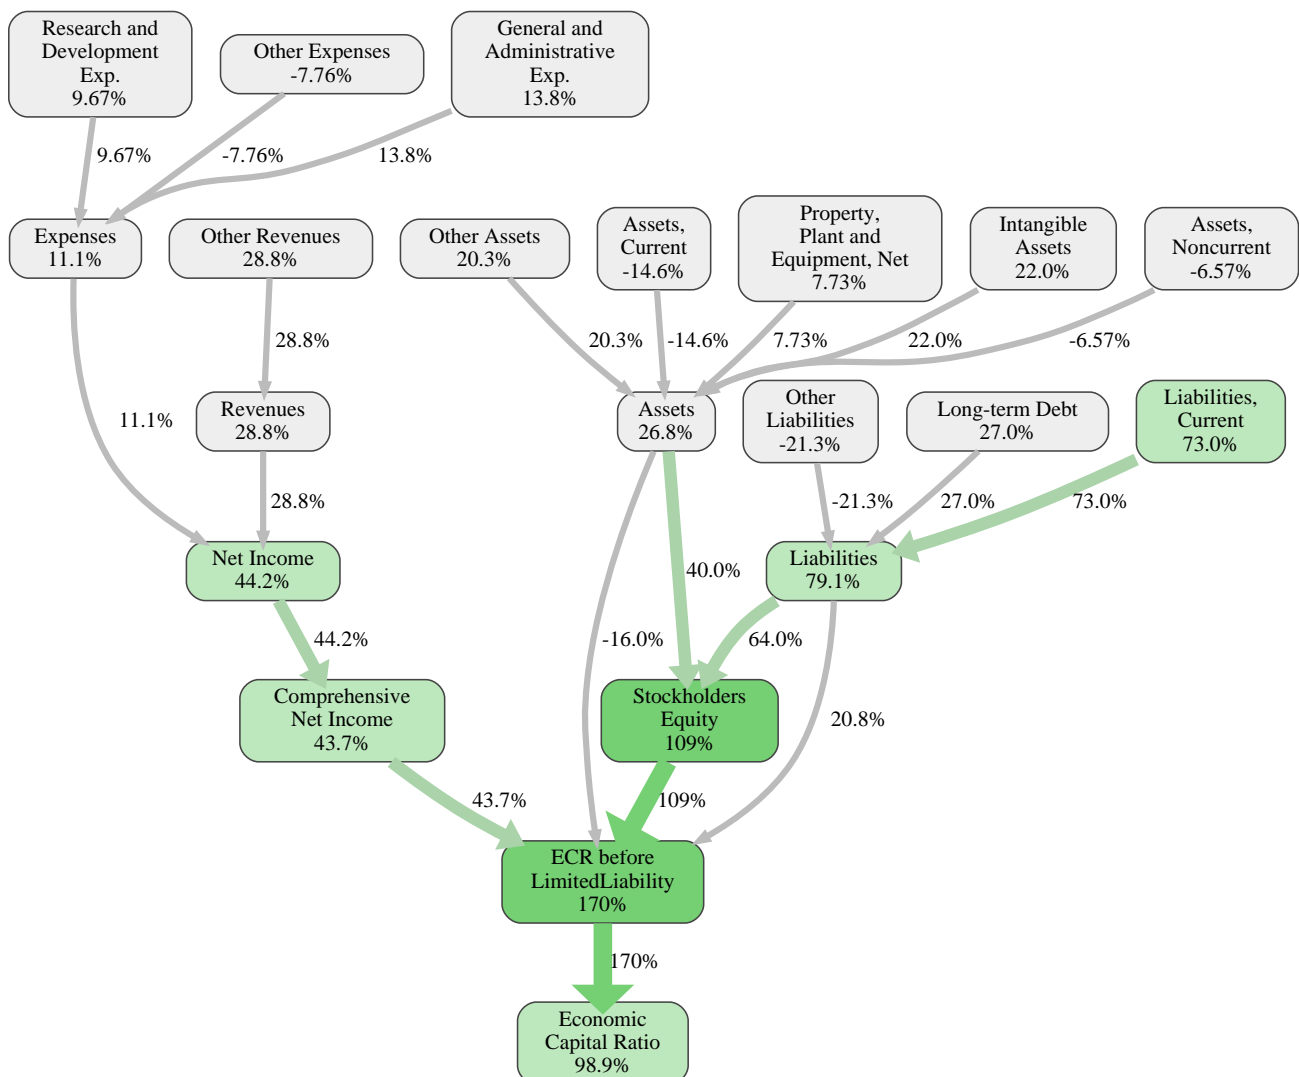 Research and
Development
Exp.
9.67%
Other Expenses
-7.76%
General and
Administrative
Exp.
13.8%
9.67%
-7.76%
13.8%
Expenses
11.1%
Other Revenues
28.8%
Other Assets
20.3%
Assets,
Current
-14.6%
Property,
Plant and
Equipment, Net
7.73%
Intangible
Assets
22.0%
Assets,
Noncurrent
-6.57%
28.8%
20.3%
-14.6%
7.73%
22.0%
-6.57%
11.1%
Revenues
28.8%
Assets
26.8%
Other
Liabilities
-21.3%
Long-term Debt
27.0%
Liabilities,
Current
73.0%
28.8%
-21.3%
27.0%
73.0%
Net Income
44.2%
40.0%
Liabilities
79.1%
44.2%
-16.0%
64.0%
Comprehensive
Net Income
43.7%
Stockholders
Equity
109%
20.8%
43.7%
109%
ECR before
LimitedLiability
170%
170%
Economic
Capital Ratio
98.9%